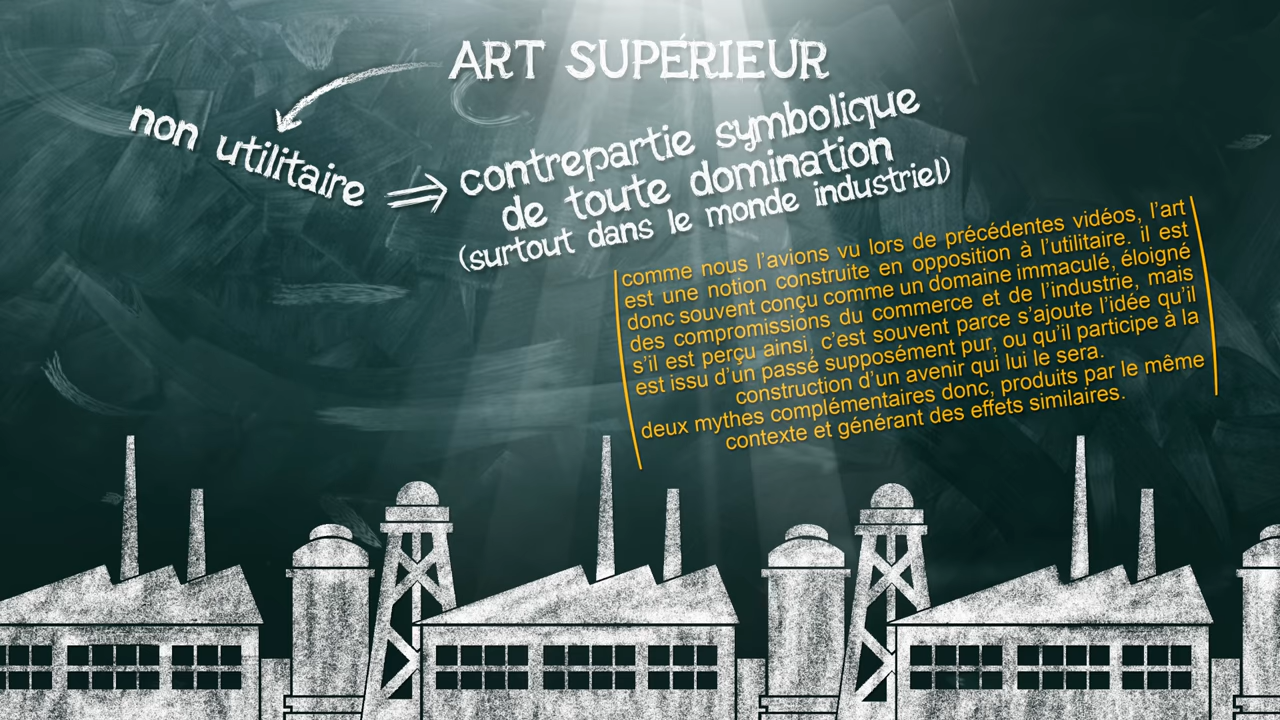 ART SUPÉRIEUR
non utilitaire
⇒ contrepartie symbolique
de toute domination
(surtout dans le monde industriel)
comme nous l'avions vu lors de précédentes vidéos, l'art
est une notion construite en opposition à l'utilitaire. il est
donc souvent conçu comme un domaine immaculé, éloigné
des compromissions du commerce et de l'industrie, mais
s'il est perçu ainsi, c'est souvent parce s'ajoute l'idée qu'il
est issu d'un passé supposément pur, ou qu'il participe à la
construction d'un avenir qui lui le sera.
deux mythes complémentaires donc, produits par le même
contexte et générant des effets similaires.